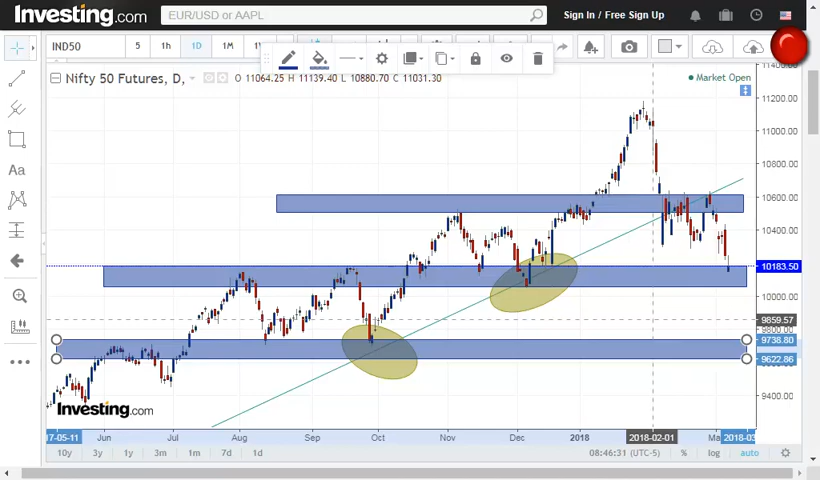 Investing.com
EUR/USD or AAPL
Sign In / Free Sign Up
IND50
5 1h 1D 1M 1W
Nifty 50 Futures, D, O 11064.25 H 11139.40 L 10880.70 C 11031.30
Market Open
Aa
11400.00
11200.00
11000.00
10800.00
10600.00
10400.00
10183.50
10000.00
9859.57
9738.80
9622.86
9400.00
Investing.com
17-05-11 Jun Jul Aug Sep Oct Nov Dec 2018 2018-02-01 Ma 2018-03
10y 3y 1y 3m 1m 7d 1d 08:46:31 (UTC-5) % log auto